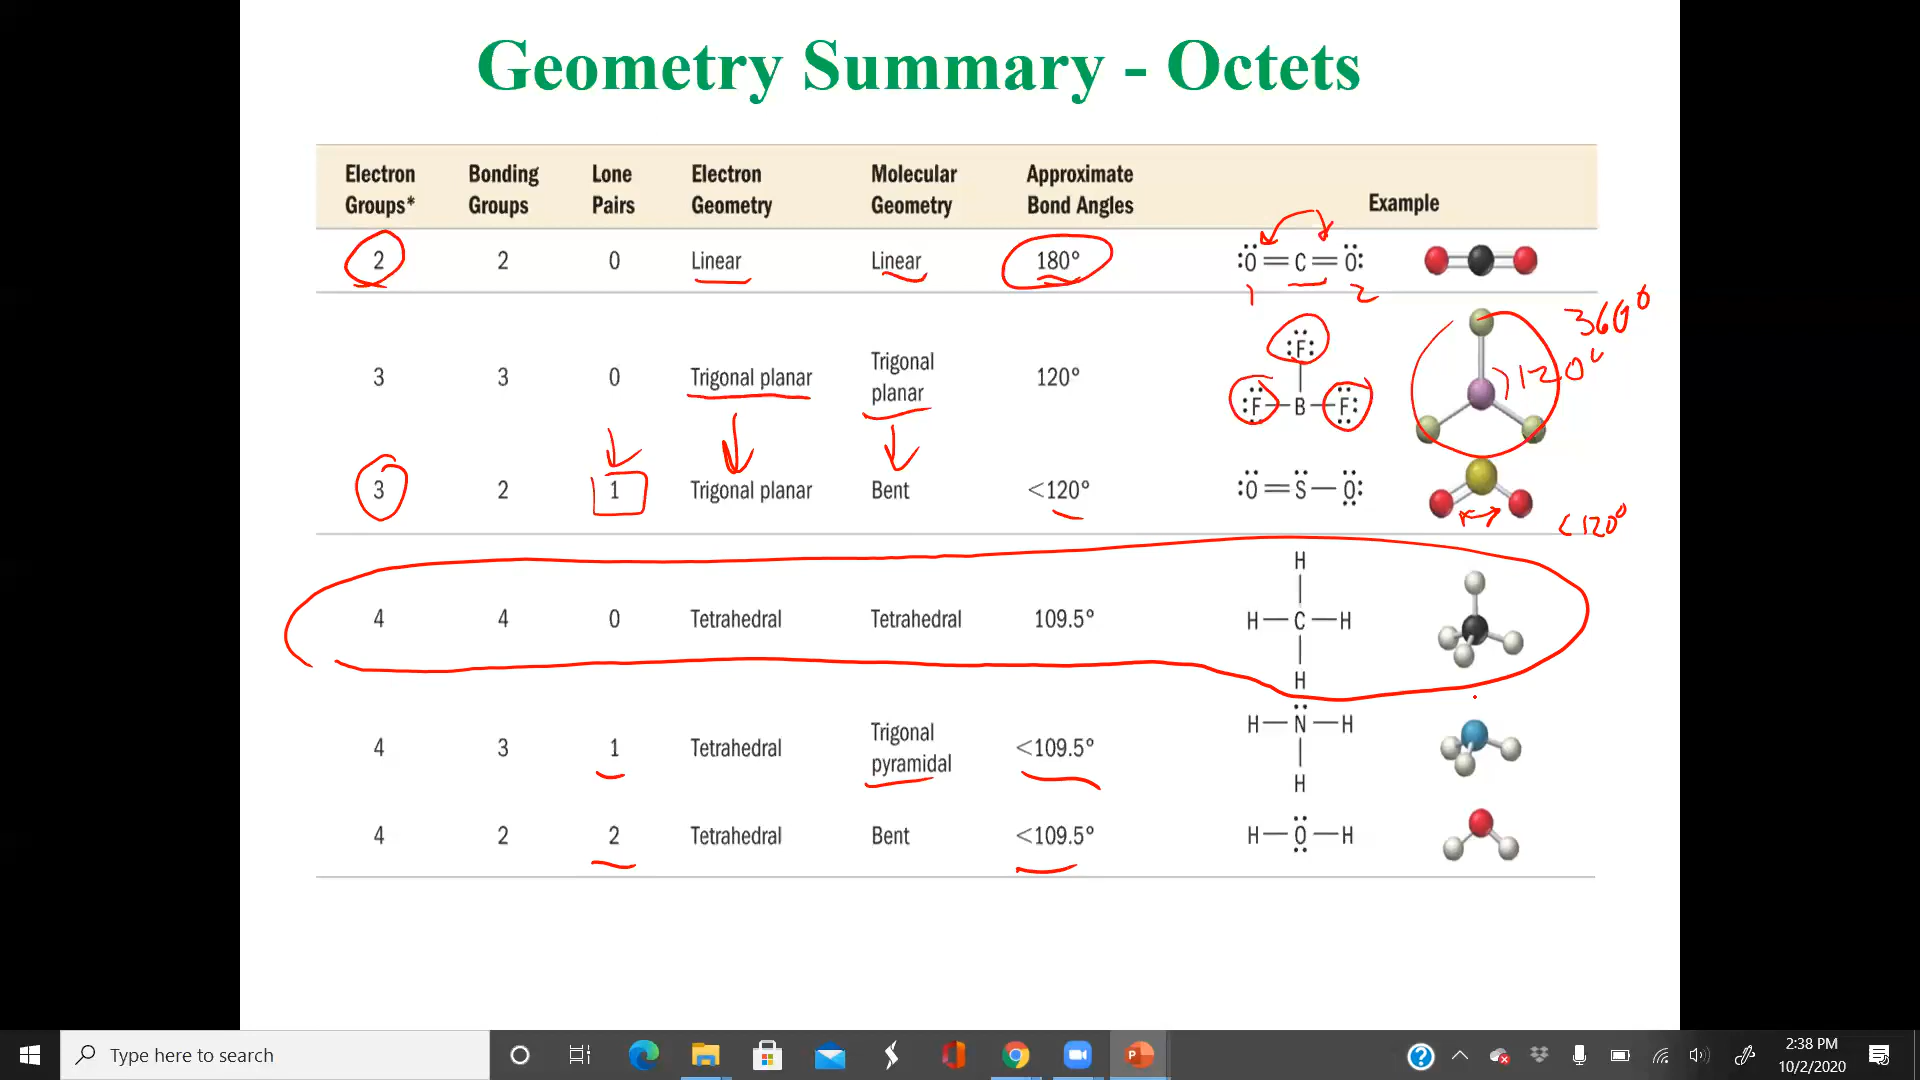 Geometry Summary - Octets
Electron Groups* Bonding Groups Lone Pairs Electron Geometry Molecular Geometry Approximate Bond Angles Example
2 2 0 Linear Linear 180° :Ö=C=Ö:
1 2
360°
120°
3 3 0 Trigonal planar Trigonal planar 120° :F: :F—B—F:
3 2 1 Trigonal planar Bent <120° :Ö=S̈—Ö:
<120°
H
4 4 0 Tetrahedral Tetrahedral 109.5° H—C—H
H
4 3 1 Tetrahedral Trigonal pyramidal <109.5° H—N̈—H
H
4 2 2 Tetrahedral Bent <109.5° H—Ö—H
Type here to search
2:38 PM
10/2/2020